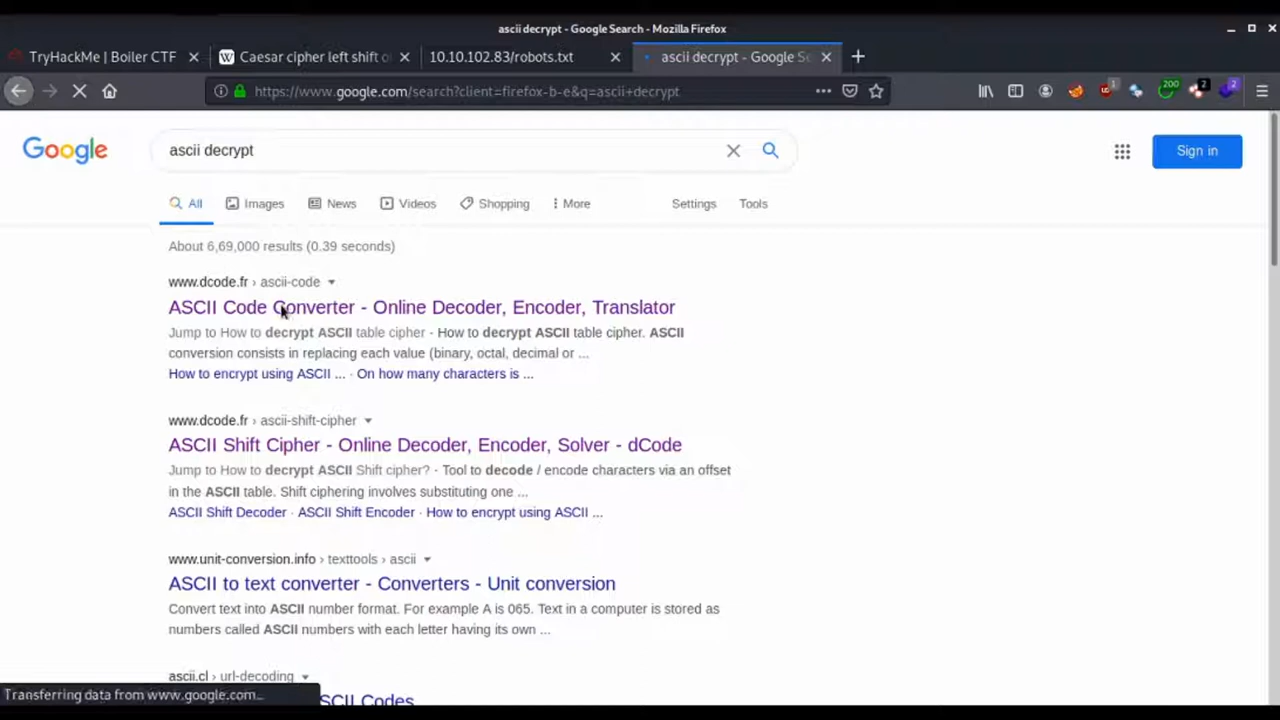 ascii decrypt - Google Search - Mozilla Firefox
TryHackMe | Boiler CTF
Caesar cipher left shift o
10.10.102.83/robots.txt
ascii decrypt - Google Se
https://www.google.com/search?client=firefox-b-e&q=ascii+decrypt
1 200 2 2
Google
ascii decrypt
Sign in
All Images News Videos Shopping More Settings Tools
About 6,69,000 results (0.39 seconds)
www.dcode.fr › ascii-code
ASCII Code Converter - Online Decoder, Encoder, Translator
Jump to How to decrypt ASCII table cipher - How to decrypt ASCII table cipher. ASCII
conversion consists in replacing each value (binary, octal, decimal or ...
How to encrypt using ASCII ... · On how many characters is ...
www.dcode.fr › ascii-shift-cipher
ASCII Shift Cipher - Online Decoder, Encoder, Solver - dCode
Jump to How to decrypt ASCII Shift cipher? - Tool to decode / encode characters via an offset
in the ASCII table. Shift ciphering involves substituting one ...
ASCII Shift Decoder · ASCII Shift Encoder · How to encrypt using ASCII ...
www.unit-conversion.info › texttools › ascii
ASCII to text converter - Converters - Unit conversion
Convert text into ASCII number format. For example A is 065. Text in a computer is stored as
numbers called ASCII numbers with each letter having its own ...
ascii.cl › url-decoding
Transferring data from www.google.com...
SCII Codes